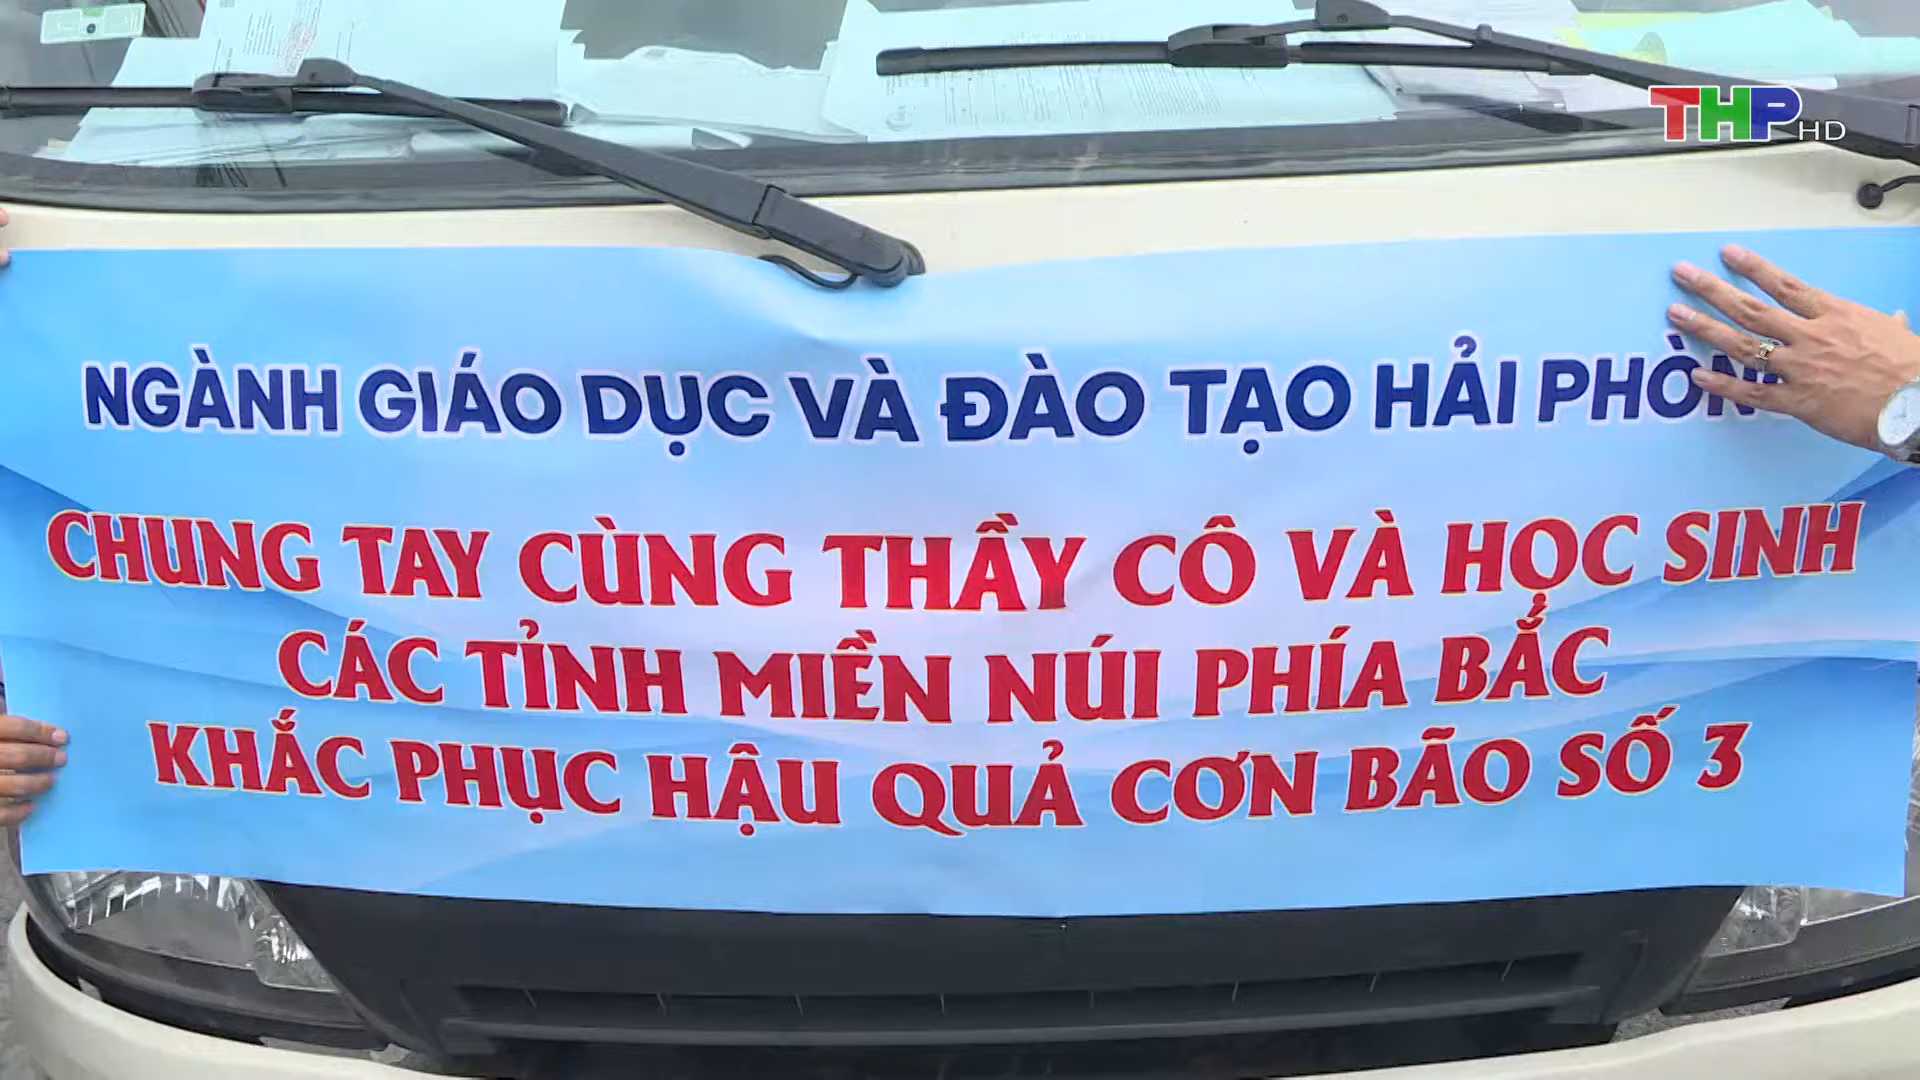 THP HD
NGÀNH GIÁO DỤC VÀ ĐÀO TẠO HẢI PHÒNG
CHUNG TAY CÙNG THẦY CÔ VÀ HỌC SINH
CÁC TỈNH MIỀN NÚI PHÍA BẮC
KHẮC PHỤC HẬU QUẢ CƠN BÃO SỐ 3